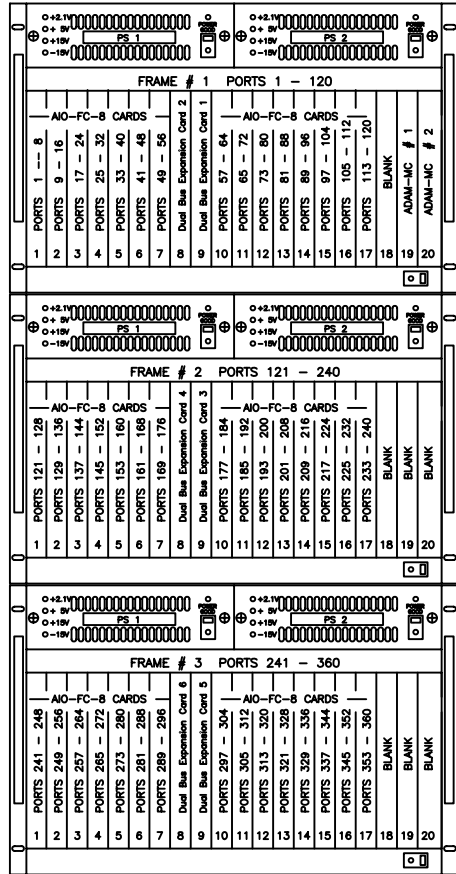 +2.1V
+ 5V
+15V
-15V
PS 1
+2.1V
+ 5V
+15V
-15V
PS 2
FRAME # 1 PORTS 1 - 120
AIO-FC-8 CARDS
AIO-FC-8 CARDS
PORTS 1 --- 8
PORTS 9 - 16
PORTS 17 - 24
PORTS 25 - 32
PORTS 33 - 40
PORTS 41 - 48
PORTS 49 - 56
Dual Bus Expansion Card 2
Dual Bus Expansion Card 1
PORTS 57 - 64
PORTS 65 - 72
PORTS 73 - 80
PORTS 81 - 88
PORTS 89 - 96
PORTS 97 - 104
PORTS 105 - 112
PORTS 113 - 120
BLANK
ADAM-MC # 1
ADAM-MC # 2
1 2 3 4 5 6 7 8 9 10 11 12 13 14 15 16 17 18 19 20
+2.1V
+ 5V
+15V
-15V
PS 1
+2.1V
+ 5V
+15V
-15V
PS 2
FRAME # 2 PORTS 121 - 240
AIO-FC-8 CARDS
AIO-FC-8 CARDS
PORTS 121 - 128
PORTS 129 - 136
PORTS 137 - 144
PORTS 145 - 152
PORTS 153 - 160
PORTS 161 - 168
PORTS 169 - 176
Dual Bus Expansion Card 4
Dual Bus Expansion Card 3
PORTS 177 - 184
PORTS 185 - 192
PORTS 193 - 200
PORTS 201 - 208
PORTS 209 - 216
PORTS 217 - 224
PORTS 225 - 232
PORTS 233 - 240
BLANK
BLANK
BLANK
1 2 3 4 5 6 7 8 9 10 11 12 13 14 15 16 17 18 19 20
+2.1V
+ 5V
+15V
-15V
PS 1
+2.1V
+ 5V
+15V
-15V
PS 2
FRAME # 3 PORTS 241 - 360
AIO-FC-8 CARDS
AIO-FC-8 CARDS
PORTS 241 - 248
PORTS 249 - 256
PORTS 257 - 264
PORTS 265 - 272
PORTS 273 - 280
PORTS 281 - 288
PORTS 289 - 296
Dual Bus Expansion Card 6
Dual Bus Expansion Card 5
PORTS 297 - 304
PORTS 305 - 312
PORTS 313 - 320
PORTS 321 - 328
PORTS 329 - 336
PORTS 337 - 344
PORTS 345 - 352
PORTS 353 - 360
BLANK
BLANK
BLANK
1 2 3 4 5 6 7 8 9 10 11 12 13 14 15 16 17 18 19 20